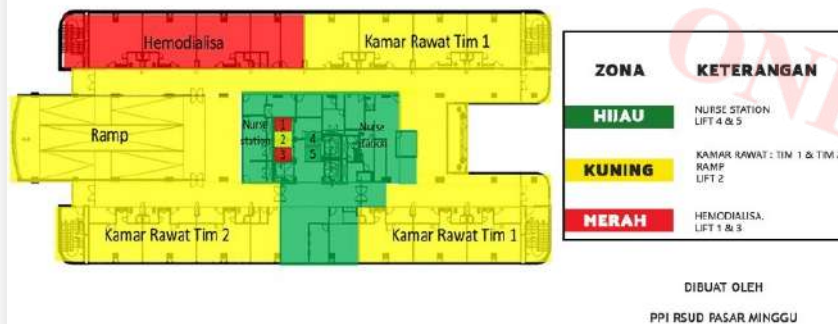 Hemodialisa
Kamar Rawat Tim 1
Ramp
Nurse
station
1
2
3
4
5
Nurse
station
Kamar Rawat Tim 2
Kamar Rawat Tim 1
ZONA KETERANGAN
HIJAU
NURSE STATION
LIFT 4 & 5
KUNING
KAMAR RAWAT : TIM 1 & TIM 2
RAMP
LIFT 2
MERAH
HEMODIALISA.
LIFT 1 & 3
DIBUAT OLEH
PPI RSUD PASAR MINGGU